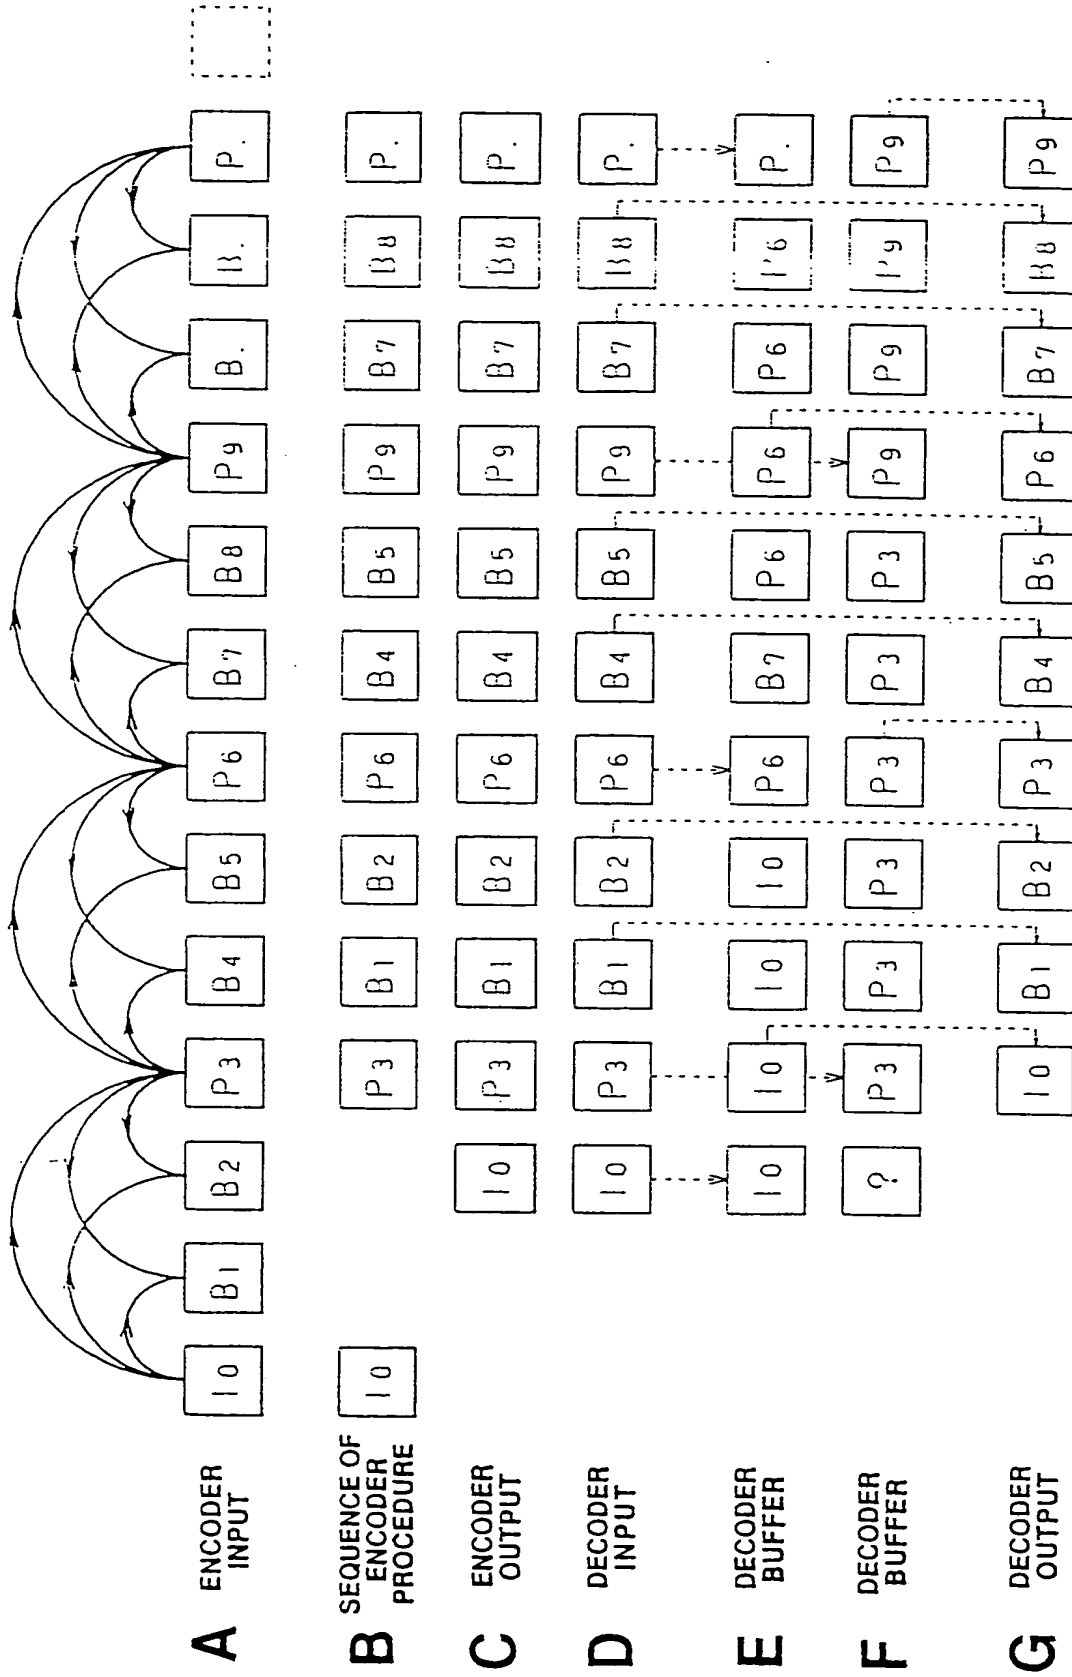 A ENCODER
INPUT
I0 B1 B2 P3 B4 B5 P6 B7 B8 P9 B. B. P.
B SEQUENCE OF
ENCODER
PROCEDURE
I0 P3 B1 B2 P6 B4 B5 P9 B7 B8 P.
C ENCODER
OUTPUT
I0 P3 B1 B2 P6 B4 B5 P9 B7 B8 P.
D DECODER
INPUT
I0 P3 B1 B2 P6 B4 B5 P9 B7 B8 P.
E DECODER
BUFFER
I0 I0 I0 I0 P6 B7 P6 P6 P6 P6 P.
F DECODER
BUFFER
? P3 P3 P3 P3 P3 P3 P9 P9 P9 P9
G DECODER
OUTPUT
I0 B1 B2 P3 B4 B5 P6 B7 B8 P9